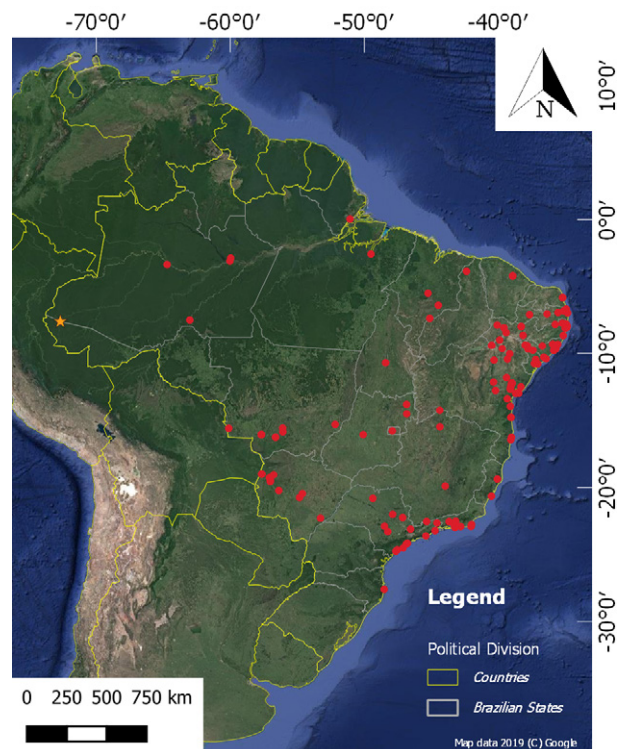 -70°0' -60°0' -50°0' -40°0'
10°0'
N
0°0'
-10°0'
-20°0'
-30°0'
Legend
Political Division
Countries
Brazilian States
0 250 500 750 km
Map data 2019 (C) Google